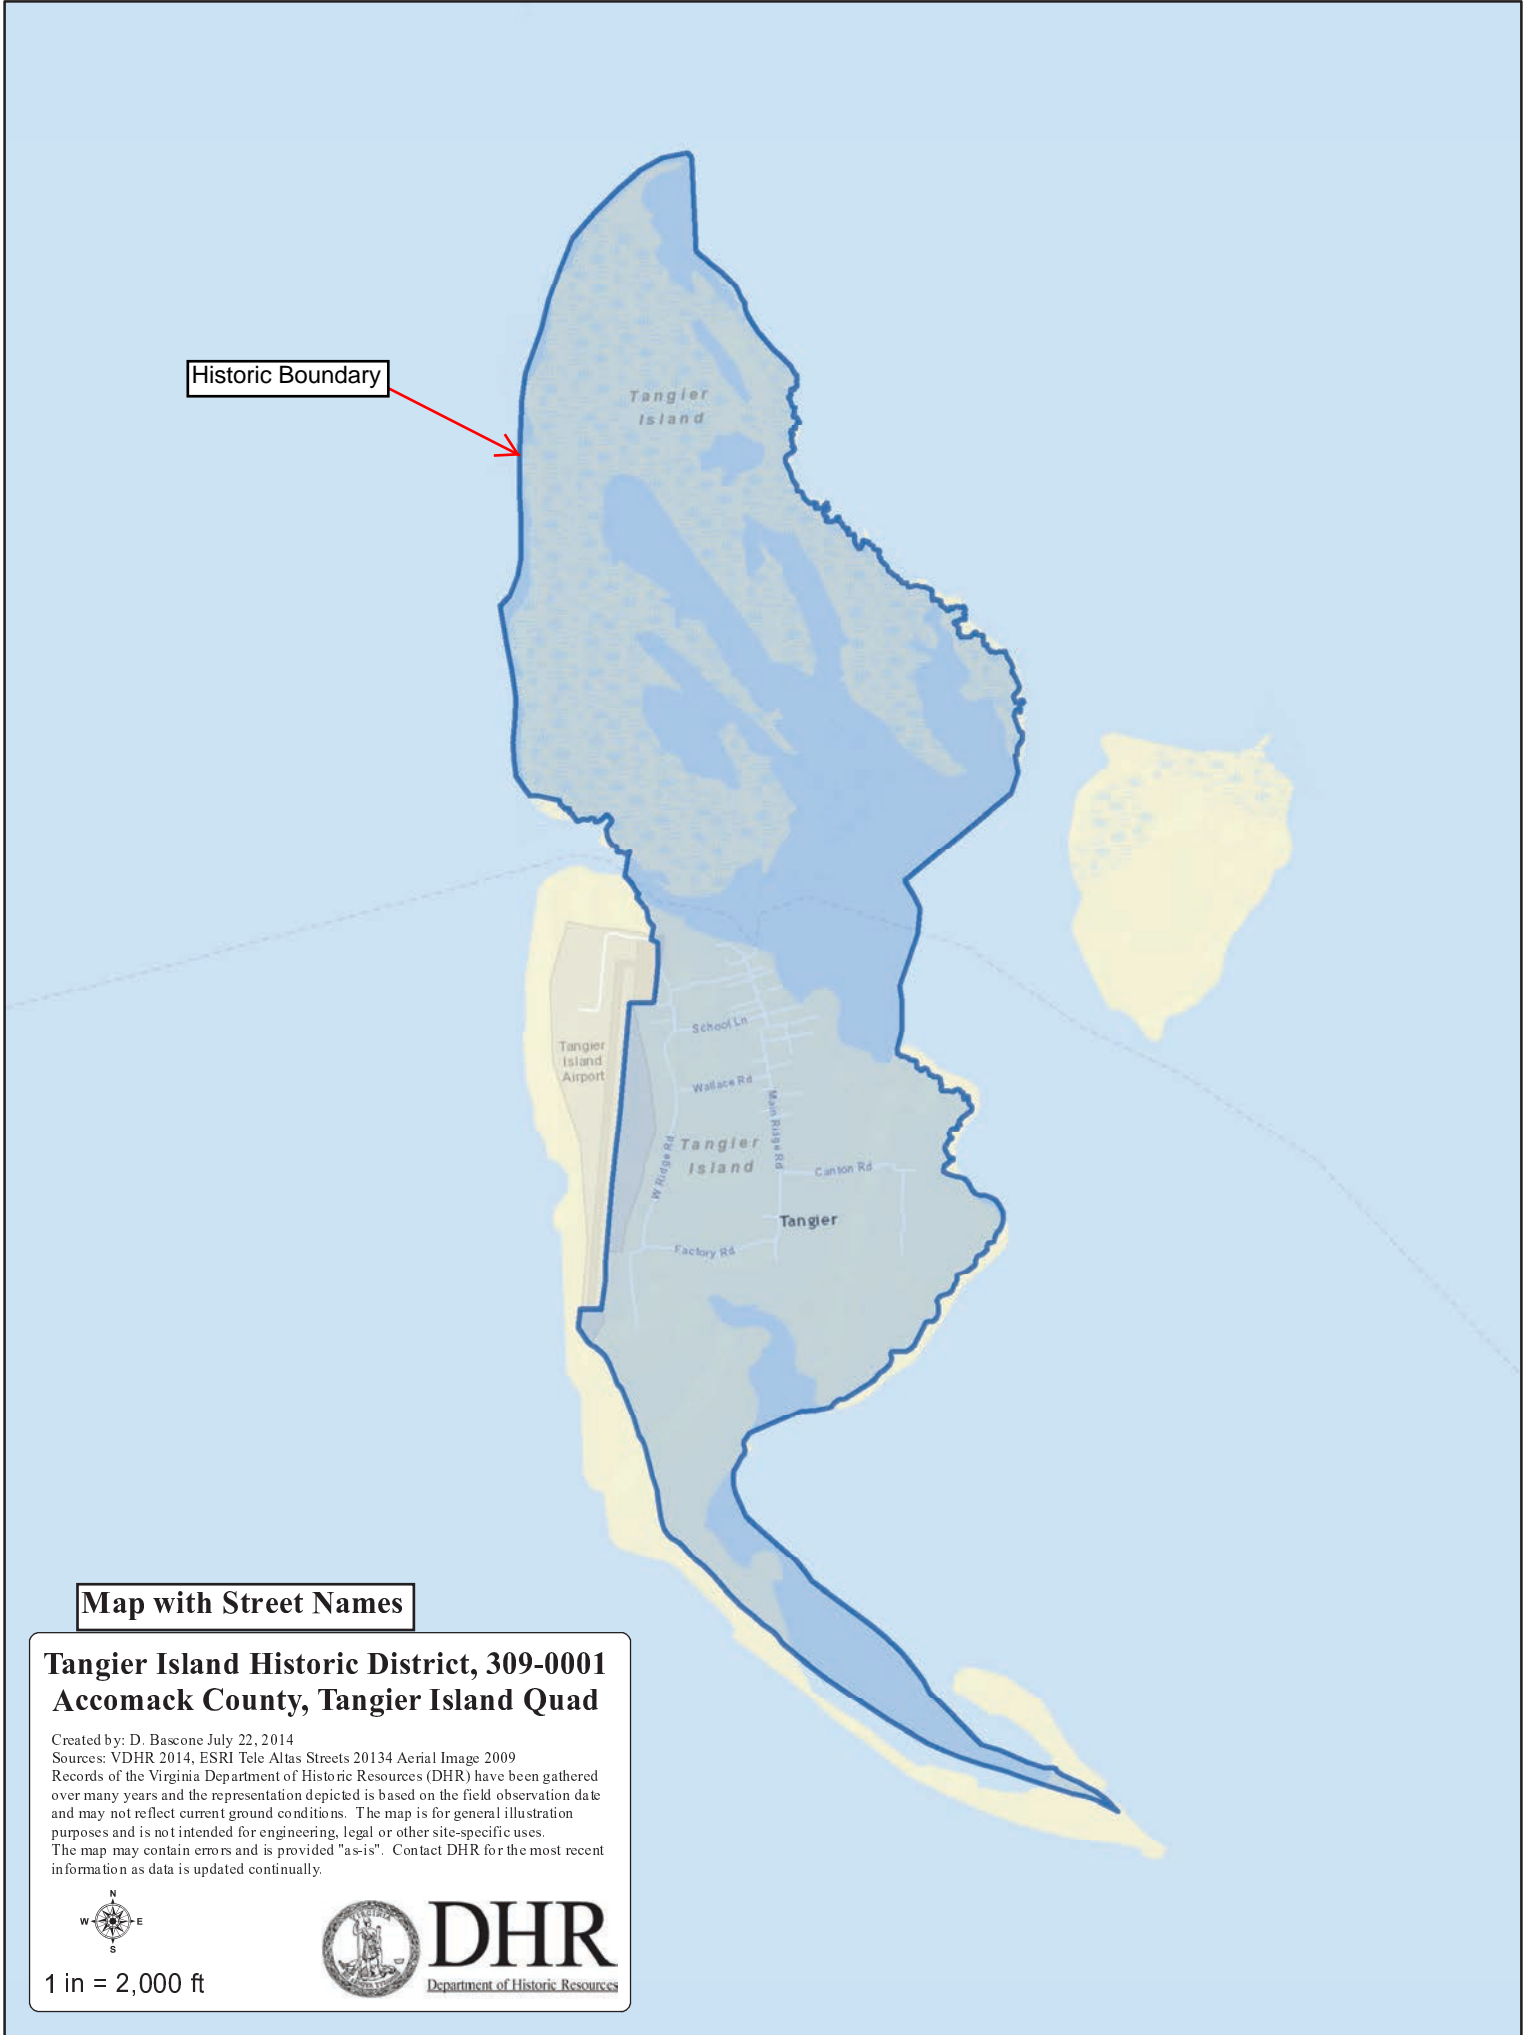 Historic Boundary
Tangier
Island
School Ln
Tangier
Island
Airport
Wallace Rd
Main Ridge Rd
W Ridge Rd
Tangier
Island
Canton Rd
Tangier
Factory Rd
Map with Street Names
Tangier Island Historic District, 309-0001
Accomack County, Tangier Island Quad
Created by: D. Bascone July 22, 2014
Sources: VDHR 2014, ESRI Tele Altas Streets 20134 Aerial Image 2009
Records of the Virginia Department of Historic Resources (DHR) have been gathered
over many years and the representation depicted is based on the field observation date
and may not reflect current ground conditions. The map is for general illustration
purposes and is not intended for engineering, legal or other site-specific uses.
The map may contain errors and is provided "as-is". Contact DHR for the most recent
information as data is updated continually.
N
W E
S
1 in = 2,000 ft
VIRGINIA
DHR
Department of Historic Resources